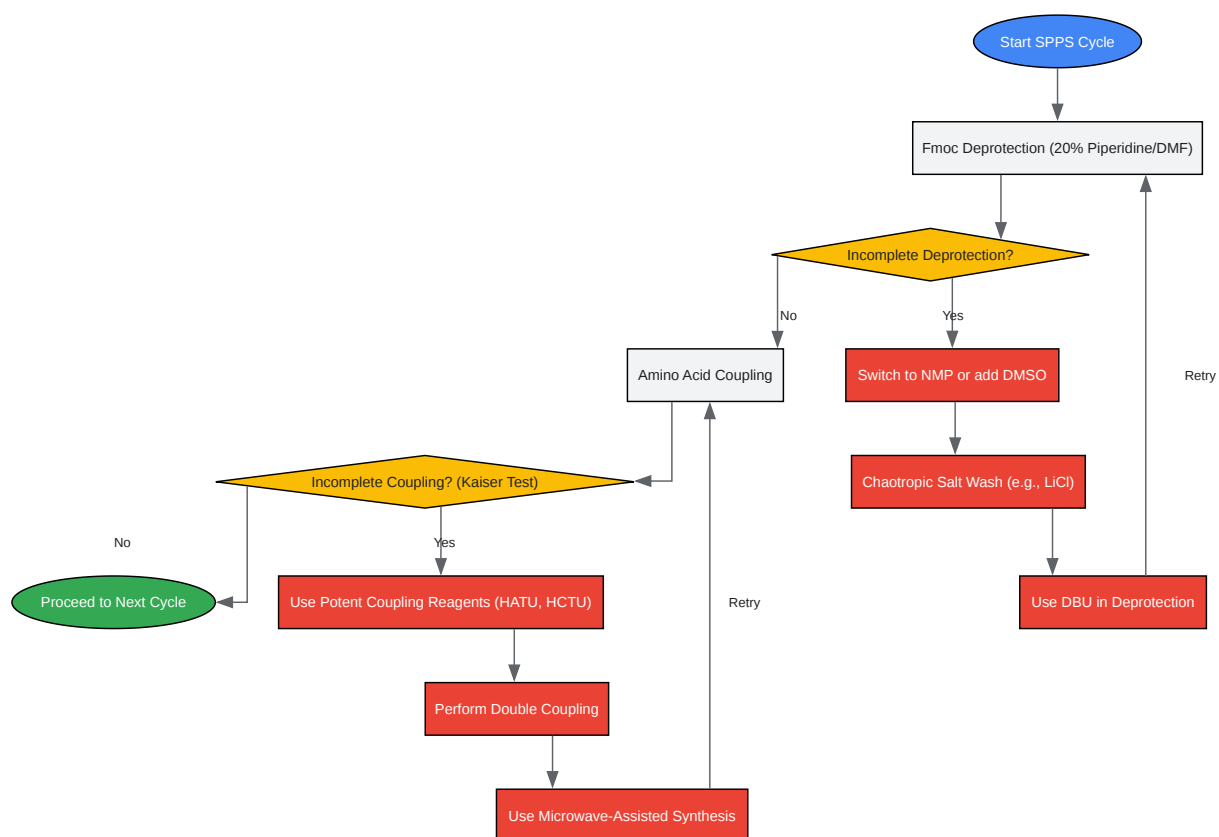 Start SPPS Cycle
Fmoc Deprotection (20% Piperidine/DMF)
Incomplete Deprotection?
No
Yes
Amino Acid Coupling
Switch to NMP or add DMSO
Retry
Incomplete Coupling? (Kaiser Test)
Chaotropic Salt Wash (e.g., LiCl)
No
Yes
Proceed to Next Cycle
Use Potent Coupling Reagents (HATU, HCTU)
Retry
Use DBU in Deprotection
Perform Double Coupling
Use Microwave-Assisted Synthesis